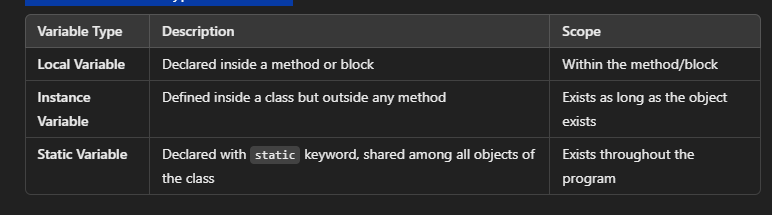 Variable Type Description Scope
Local Variable Declared inside a method or block Within the method/block
Instance Defined inside a class but outside any method Exists as long as the object
Variable exists
Static Variable Declared with static keyword, shared among all objects of Exists throughout the
the class program